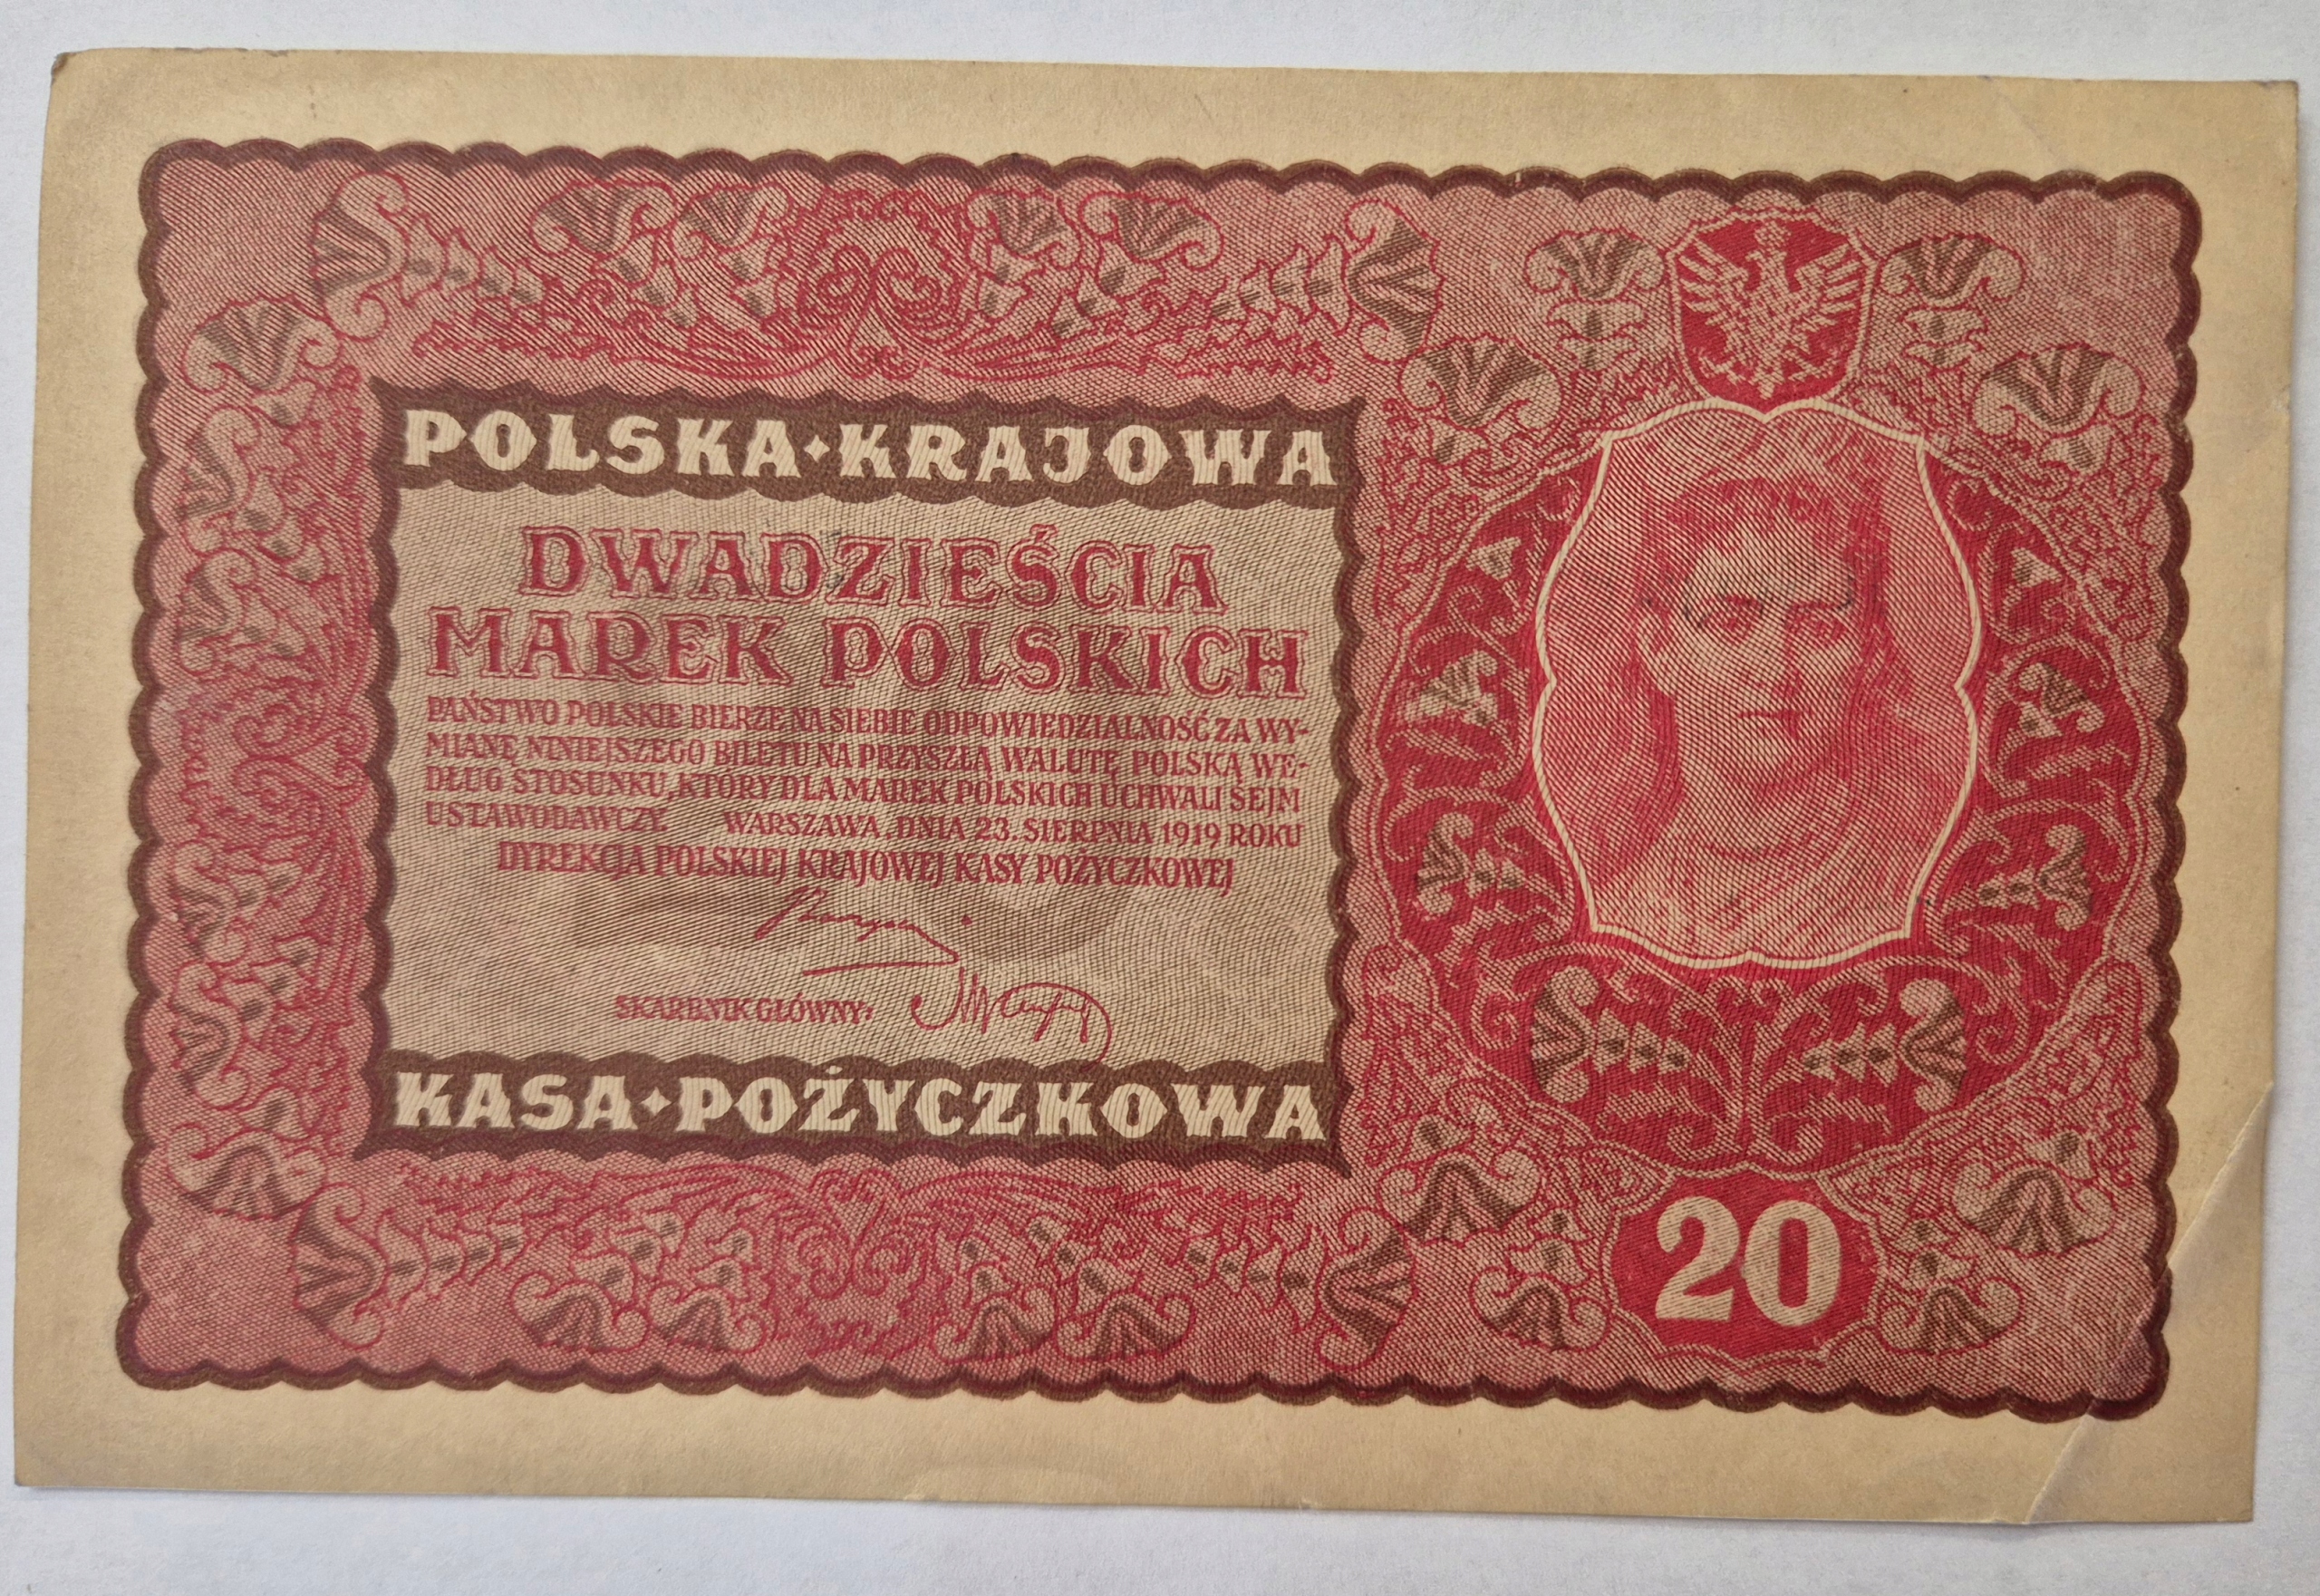 POLSKA·KRAJOWA
DWADZIEŚCIA
MAREK POLSKICH
PAŃSTWO POLSKIE BIERZE NA SIEBIE ODPOWIEDZIALNOŚĆ ZA WY-
MIANĘ NINIEJSZEGO BILETU NA PRZYSZŁĄ WALUTĘ POLSKĄ WE-
DŁUG STOSUNKU, KTÓRY DLA MAREK POLSKICH UCHWALI SEJM
USTAWODAWCZY. WARSZAWA, DNIA 23. SIERPNIA 1919 ROKU
DYREKCJA POLSKIEJ KRAJOWEJ KASY POŻYCZKOWEJ
SKARBNIK GŁÓWNY:
KASA·POŻYCZKOWA
20